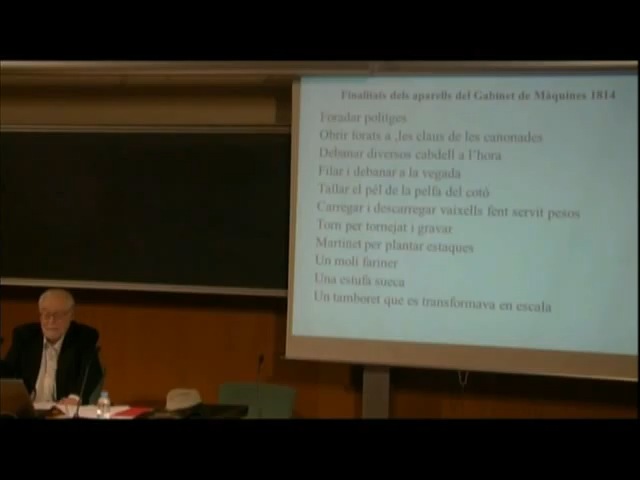 Finalitats dels aparells del Gabinet de Màquines 1814
Foradar politges
Obrir forats a ,les claus de les canonades
Debanar diversos cabdell a l'hora
Filar i debanar a la vegada
Tallar el pèl de la pelfa del cotó
Carregar i descarregar vaixells fent servit pesos
Torn per tornejat i gravar
Martinet per plantar estaques
Un molí fariner
Una estufa sueca
Un tamboret que es transformava en escala